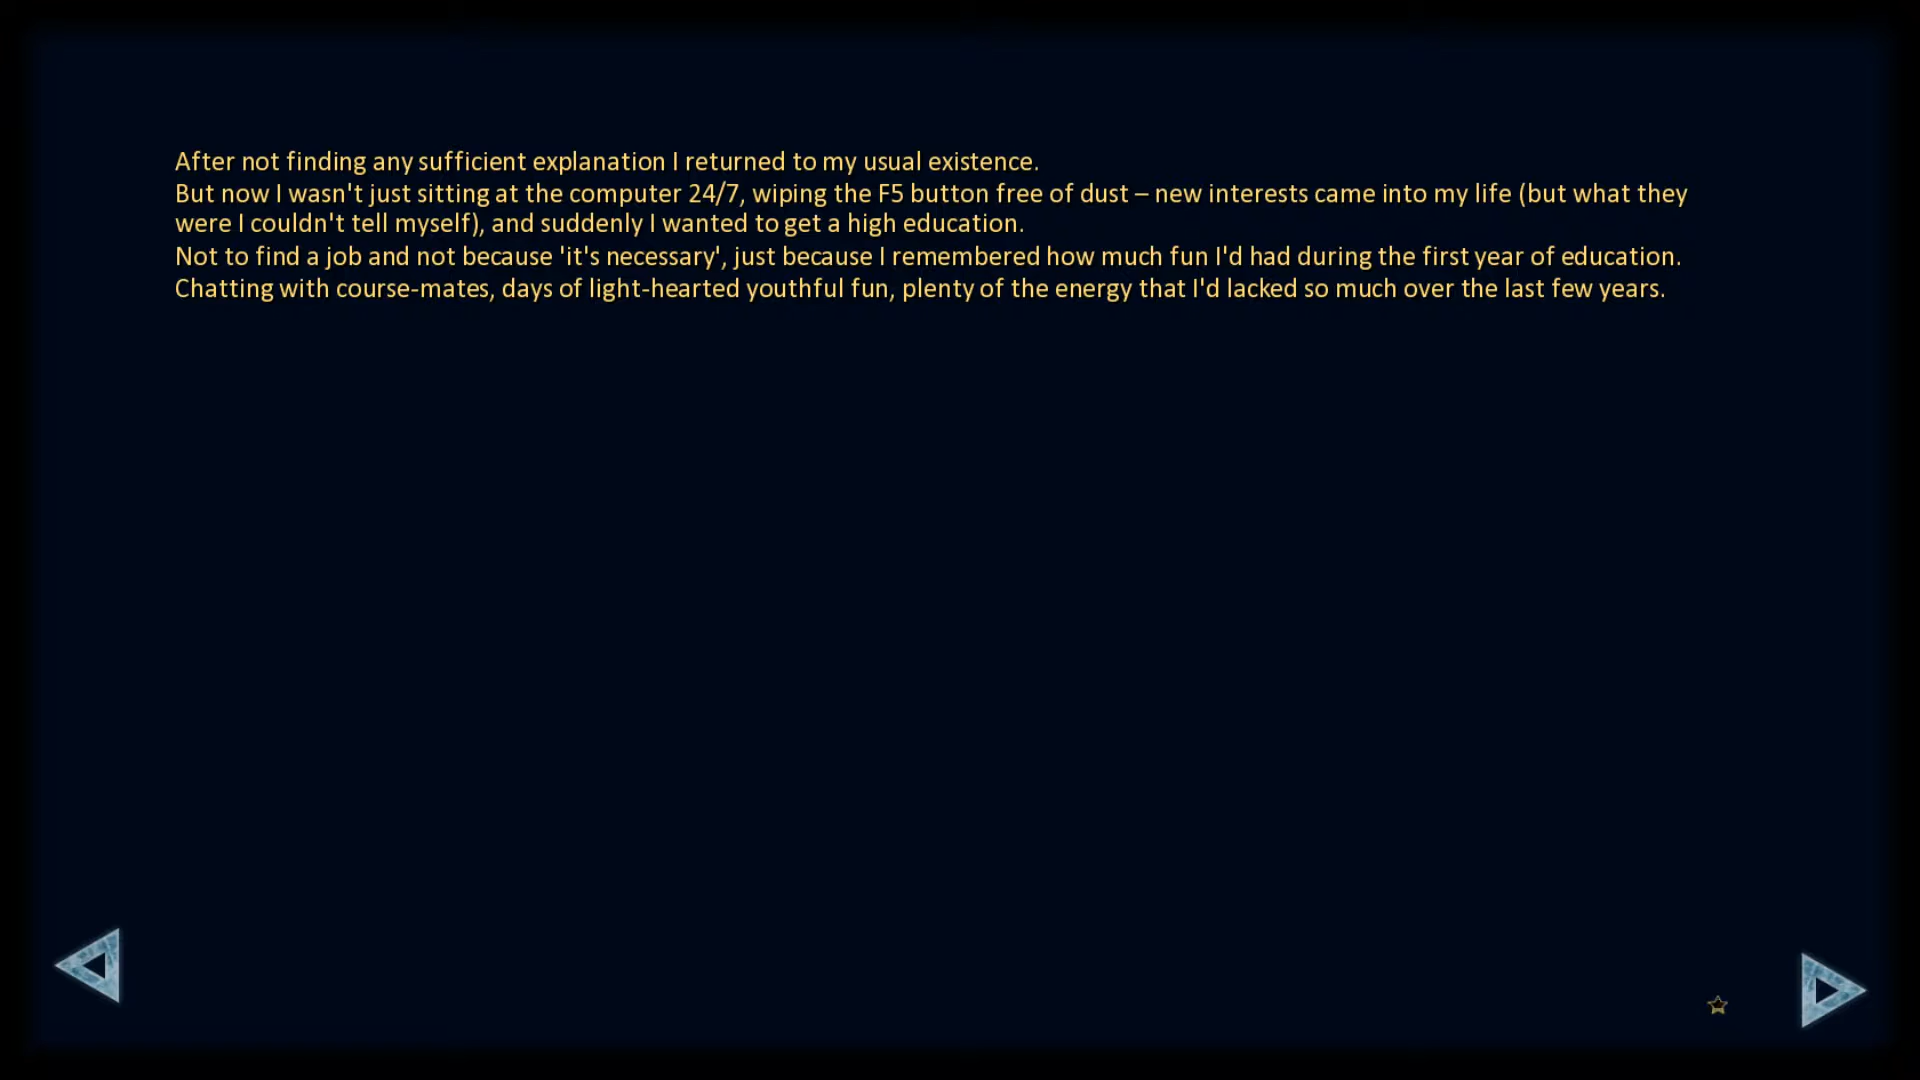 After not finding any sufficient explanation I returned to my usual existence.
But now I wasn't just sitting at the computer 24/7, wiping the F5 button free of dust – new interests came into my life (but what they
were I couldn't tell myself), and suddenly I wanted to get a high education.
Not to find a job and not because 'it's necessary', just because I remembered how much fun I'd had during the first year of education.
Chatting with course-mates, days of light-hearted youthful fun, plenty of the energy that I'd lacked so much over the last few years.